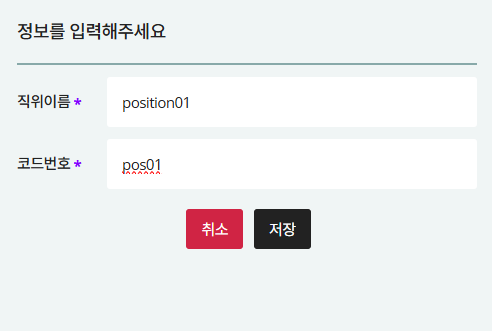 정보를 입력해주세요
직위이름 * position01
코드번호 * pos01
취소 저장